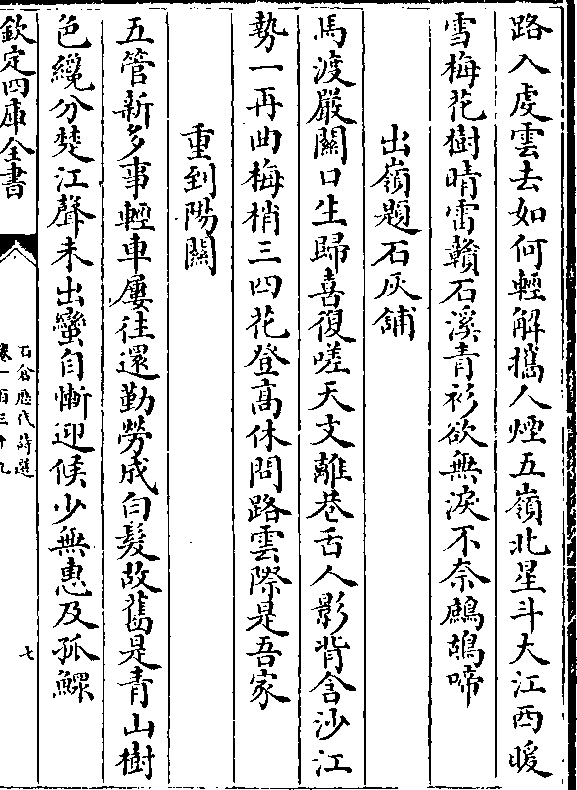 路入虔雲去如何輕解攜人煙五嶺北星斗大江西暖
雪梅花樹晴雷贛石溪青衫欲無淚不奈鷓鴣啼
出嶺題石灰舖
馬渡嚴關口生歸喜復嗟天文離卷舌人影背含沙江
勢一再曲梅梢三四花登高休問路雲際是吾家
重到陽關
五管新多事輕車屢往還勤勞成白髮故舊是青山樹
色纔分楚江聲未出蠻自慚迎候少無惠及孤鰥
欽定四庫全書
石倉歷代詩選
卷一百三十九
七